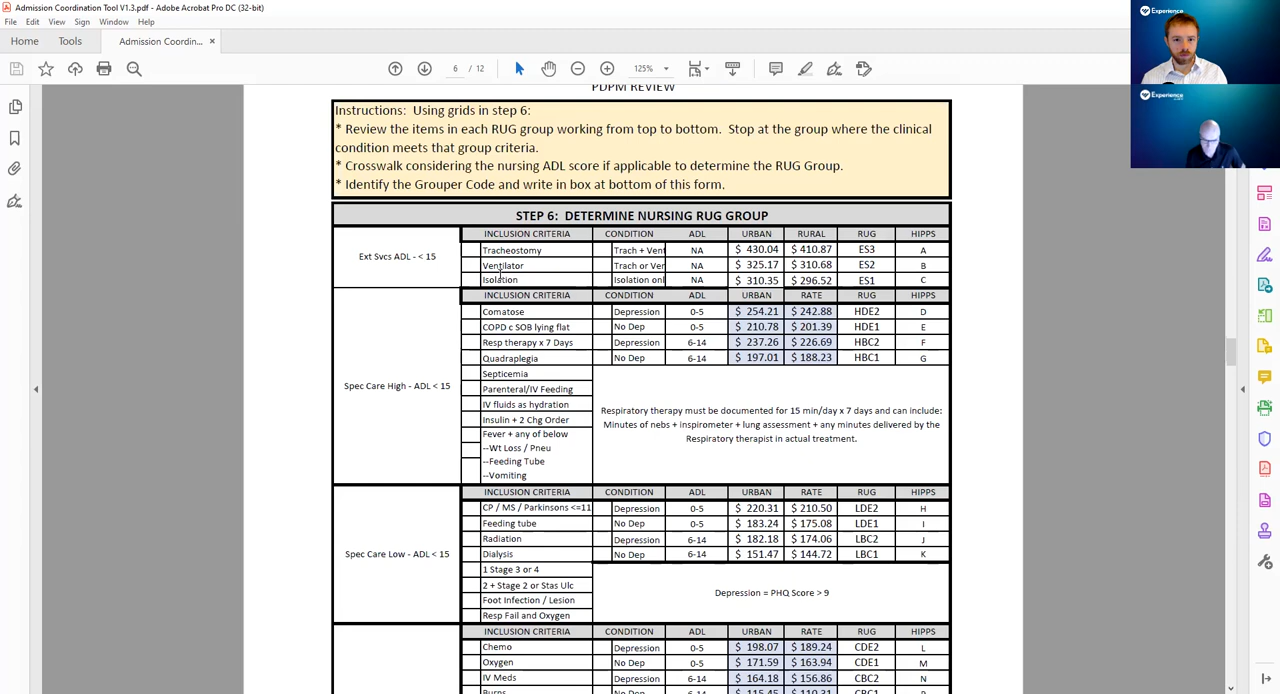 Admission Coordination Tool V1.3.pdf - Adobe Acrobat Pro DC (32-bit)
File Edit View Sign Window Help
Home Tools Admission Coordin... ×
6 / 12 125%
PDPM REVIEW
Instructions: Using grids in step 6:
* Review the items in each RUG group working from top to bottom. Stop at the group where the clinical
condition meets that group criteria.
* Crosswalk considering the nursing ADL score if applicable to determine the RUG Group.
* Identify the Grouper Code and write in box at bottom of this form.
STEP 6: DETERMINE NURSING RUG GROUP
INCLUSION CRITERIA CONDITION ADL URBAN RURAL RUG HIPPS
Ext Svcs ADL - < 15
Tracheostomy Trach + Vent NA $ 430.04 $ 410.87 ES3 A
Ventilator Trach or Ven NA $ 325.17 $ 310.68 ES2 B
Isolation Isolation onl NA $ 310.35 $ 296.52 ES1 C
INCLUSION CRITERIA CONDITION ADL URBAN RATE RUG HIPPS
Comatose Depression 0-5 $ 254.21 $ 242.88 HDE2 D
COPD c SOB lying flat No Dep 0-5 $ 210.78 $ 201.39 HDE1 E
Resp therapy x 7 Days Depression 6-14 $ 237.26 $ 226.69 HBC2 F
Quadraplegia No Dep 6-14 $ 197.01 $ 188.23 HBC1 G
Septicemia
Spec Care High - ADL < 15
Parenteral/IV Feeding
IV fluids as hydration
Insulin + 2 Chg Order
Fever + any of below
--Wt Loss / Pneu
--Feeding Tube
--Vomiting
Respiratory therapy must be documented for 15 min/day x 7 days and can include:
Minutes of nebs + inspirometer + lung assessment + any minutes delivered by the
Respiratory therapist in actual treatment.
INCLUSION CRITERIA CONDITION ADL URBAN RATE RUG HIPPS
CP / MS / Parkinsons <=11 Depression 0-5 $ 220.31 $ 210.50 LDE2 H
Feeding tube No Dep 0-5 $ 183.24 $ 175.08 LDE1 I
Radiation Depression 6-14 $ 182.18 $ 174.06 LBC2 J
Spec Care Low - ADL < 15
Dialysis No Dep 6-14 $ 151.47 $ 144.72 LBC1 K
1 Stage 3 or 4
2 + Stage 2 or Stas Ulc
Foot Infection / Lesion
Resp Fail and Oxygen
Depression = PHQ Score > 9
INCLUSION CRITERIA CONDITION ADL URBAN RATE RUG HIPPS
Chemo Depression 0-5 $ 198.07 $ 189.24 CDE2 L
Oxygen No Dep 0-5 $ 171.59 $ 163.94 CDE1 M
IV Meds Depression 6-14 $ 164.18 $ 156.86 CBC2 N
Burns No Dep 6-14 $ 115.45 $ 110.31 CBC1
Experience
Experience